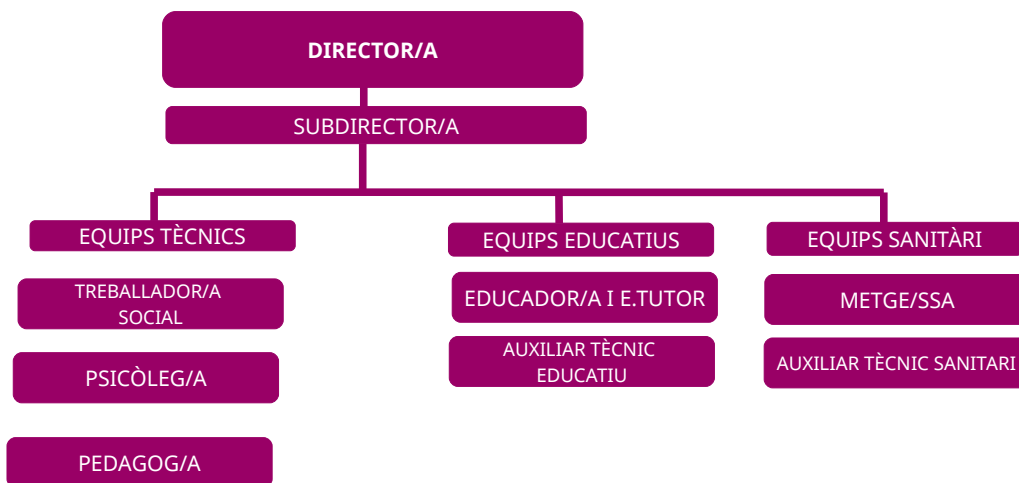 DIRECTOR/A
SUBDIRECTOR/A
EQUIPS TÈCNICS
TREBALLADOR/A
SOCIAL
PSICÒLEG/A
PEDAGOG/A
EQUIPS EDUCATIUS
EDUCADOR/A I E.TUTOR
AUXILIAR TÈCNIC
EDUCATIU
EQUIPS SANITÀRI
METGE/SSA
AUXILIAR TÈCNIC SANITARI